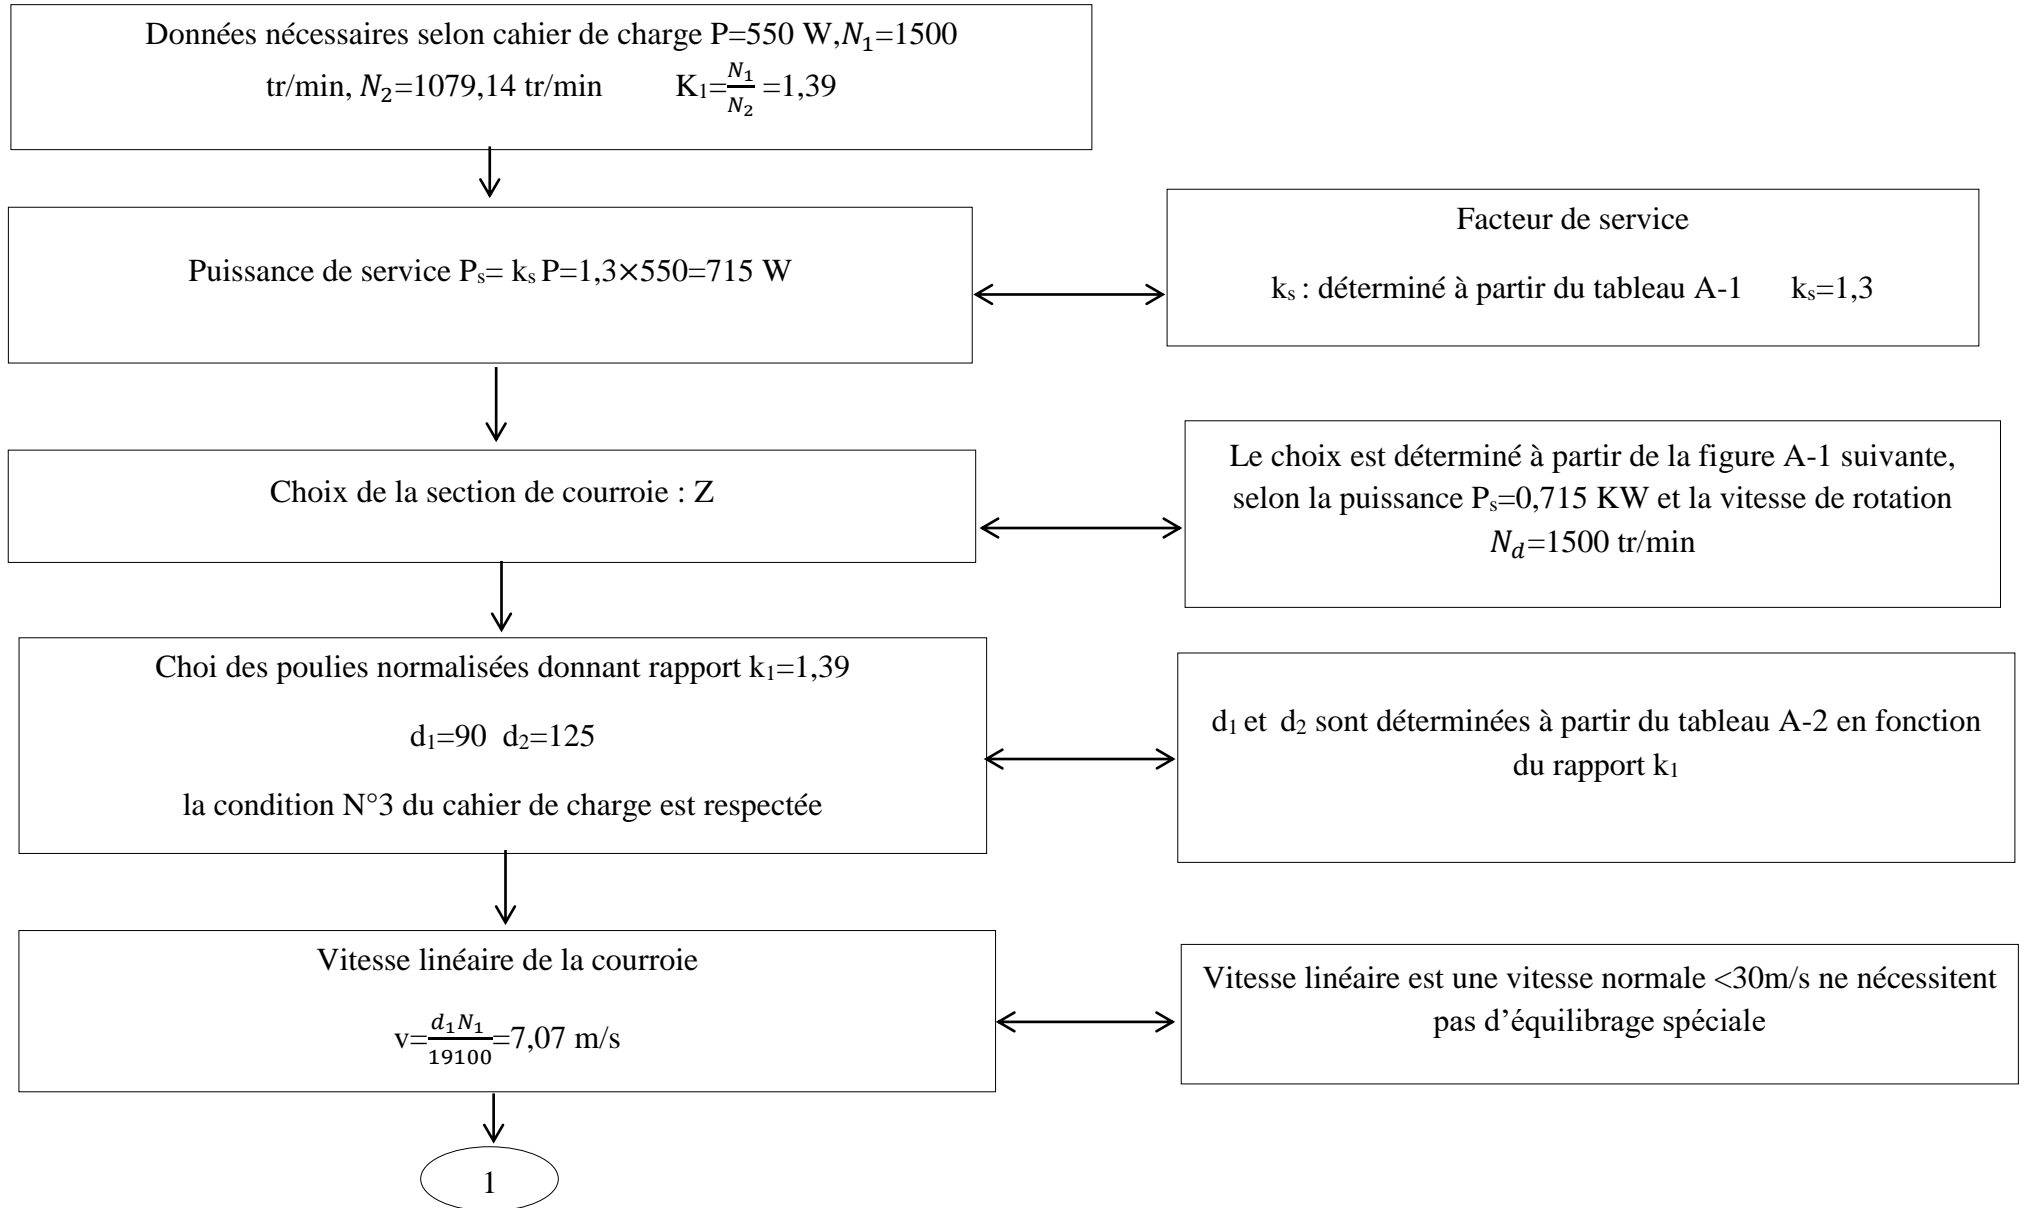 Données nécessaires selon cahier de charge P=550 W,N₁=1500
tr/min, N₂=1079,14 tr/min K₁=N₁/N₂ =1,39
Puissance de service Pₛ= kₛ P=1,3×550=715 W
Facteur de service
kₛ : déterminé à partir du tableau A-1 kₛ=1,3
Choix de la section de courroie : Z
Le choix est déterminé à partir de la figure A-1 suivante,
selon la puissance Pₛ=0,715 KW et la vitesse de rotation
N_d=1500 tr/min
Choi des poulies normalisées donnant rapport k₁=1,39
d₁=90 d₂=125
la condition N°3 du cahier de charge est respectée
d₁ et d₂ sont déterminées à partir du tableau A-2 en fonction
du rapport k₁
Vitesse linéaire de la courroie
v=d₁N₁/19100=7,07 m/s
Vitesse linéaire est une vitesse normale <30m/s ne nécessitent
pas d’équilibrage spéciale
1